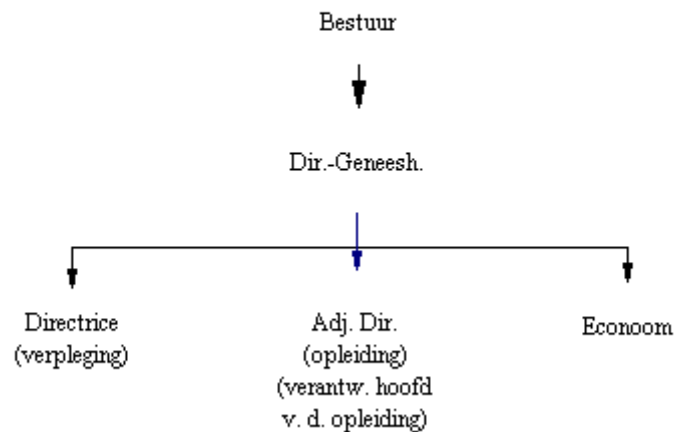 Bestuur
Dir.-Geneesh.
Directrice
(verpleging)
Adj. Dir.
(opleiding)
(verantw. hoofd
v. d. opleiding)
Econoom